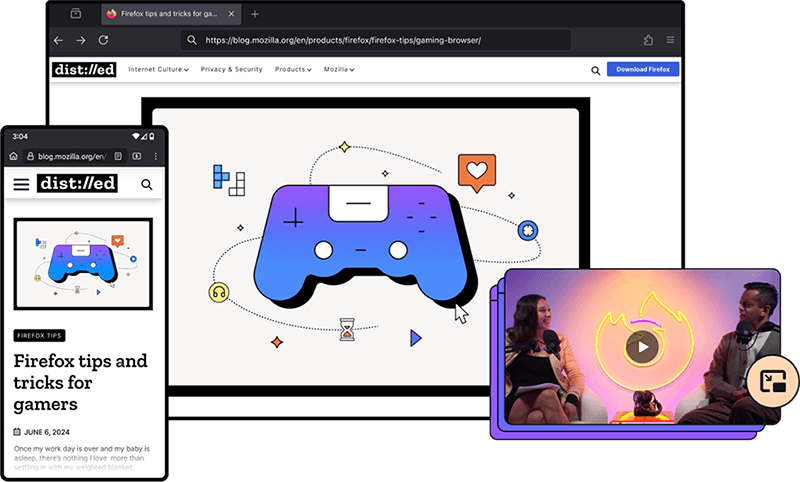 Firefox tips and tricks for ga...
https://blog.mozilla.org/en/products/firefox/firefox-tips/gaming-browser/
dist://ed
Internet Culture
Privacy & Security
Products
Mozilla
Download Firefox
3:04
blog.mozilla.org/en/
dist://ed
FIREFOX TIPS
Firefox tips and
tricks for
gamers
JUNE 6, 2024
Once my work day is over and my baby is
asleep, there's nothing I love more than
settling in with my weighted blanket,